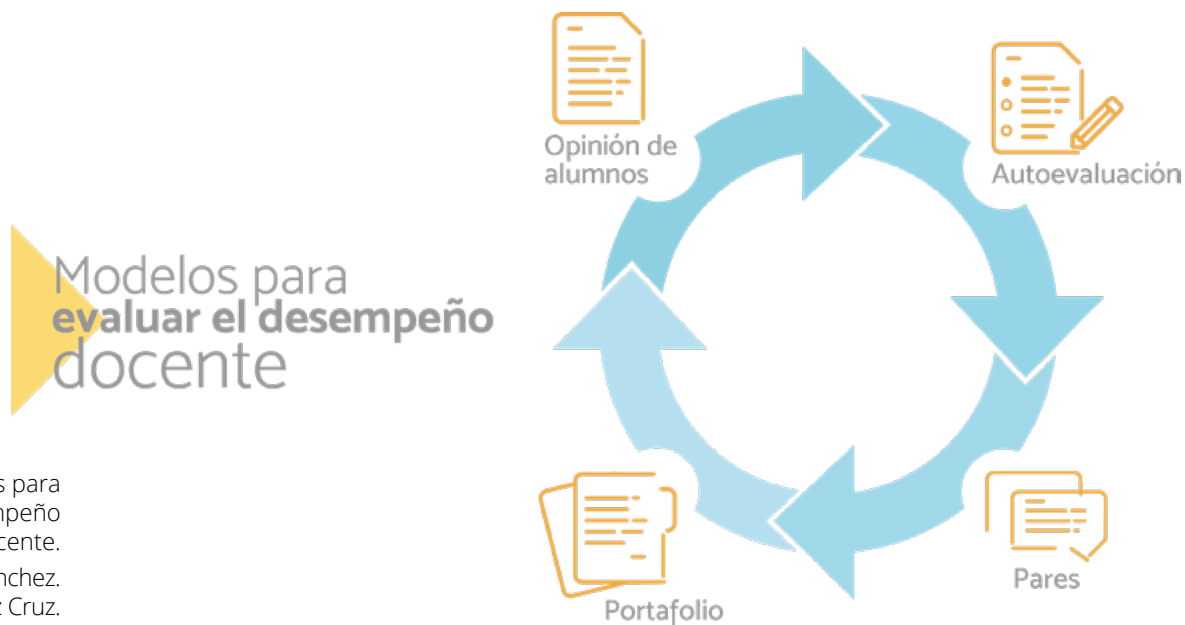 Opinión de
alumnos
Autoevaluación
Modelos para
evaluar el desempeño
docente
s para
mpeño
cente.
nchez.
z Cruz.
Portafolio
Pares